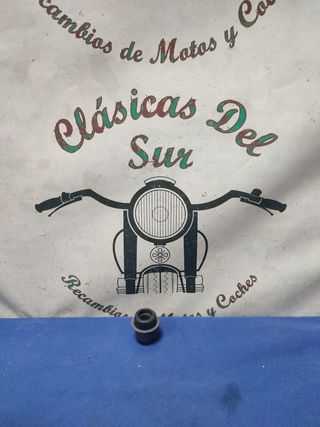 Recambios de Motos y Coches
Clásicas Del
Sur
Recambios de Motos y Coches